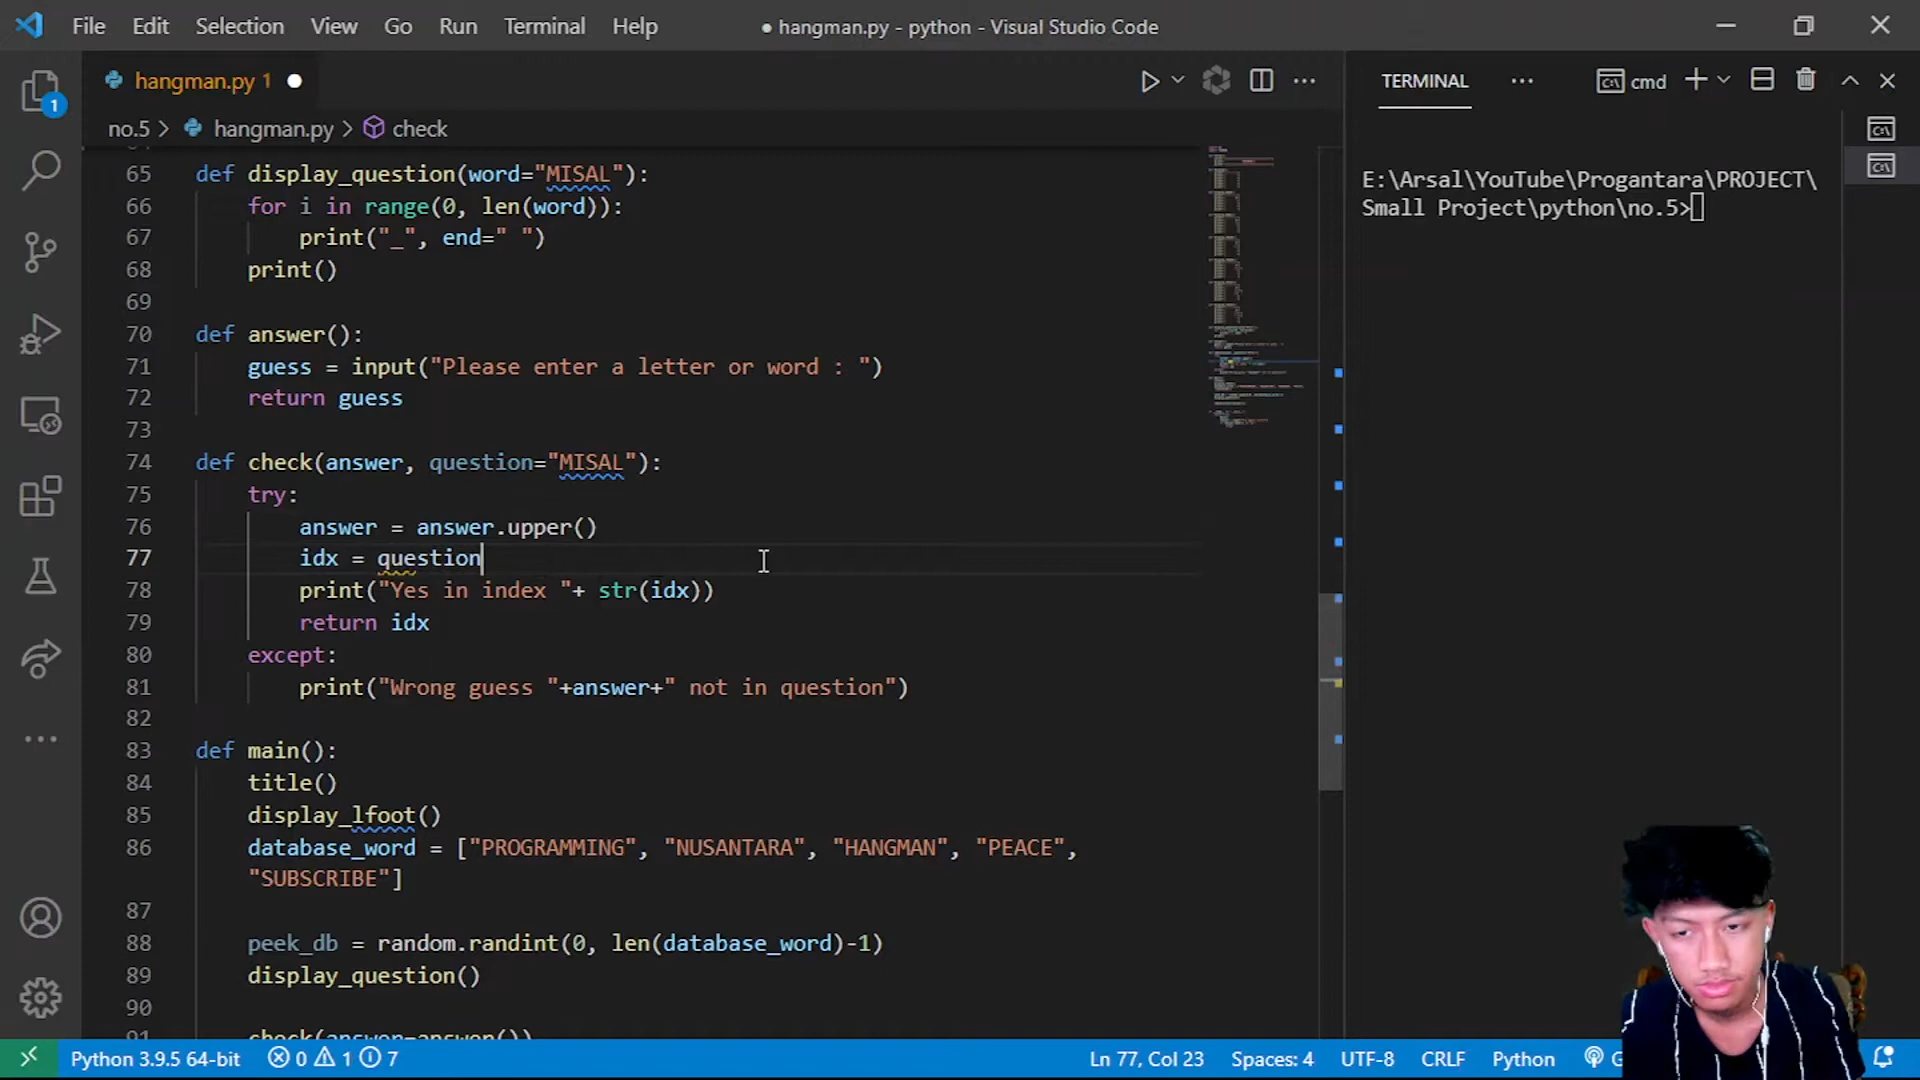 File Edit Selection View Go Run Terminal Help
● hangman.py - python - Visual Studio Code
hangman.py 1
TERMINAL
cmd
1
no.5 > hangman.py > check
65 def display_question(word="MISAL"):
66 for i in range(0, len(word)):
67 print("_", end=" ")
68 print()
69
70 def answer():
71 guess = input("Please enter a letter or word : ")
72 return guess
73
74 def check(answer, question="MISAL"):
75 try:
76 answer = answer.upper()
77 idx = question
78 print("Yes in index "+ str(idx))
79 return idx
80 except:
81 print("Wrong guess "+answer+" not in question")
82
83 def main():
84 title()
85 display_lfoot()
86 database_word = ["PROGRAMMING", "NUSANTARA", "HANGMAN", "PEACE",
"SUBSCRIBE"]
87
88 peek_db = random.randint(0, len(database_word)-1)
89 display_question()
90
91 check(answer=answer())
E:\Arsal\YouTube\Progantara\PROJECT\
Small Project\python\no.5>
Python 3.9.5 64-bit 0 1 7
Ln 77, Col 23 Spaces: 4 UTF-8 CRLF Python